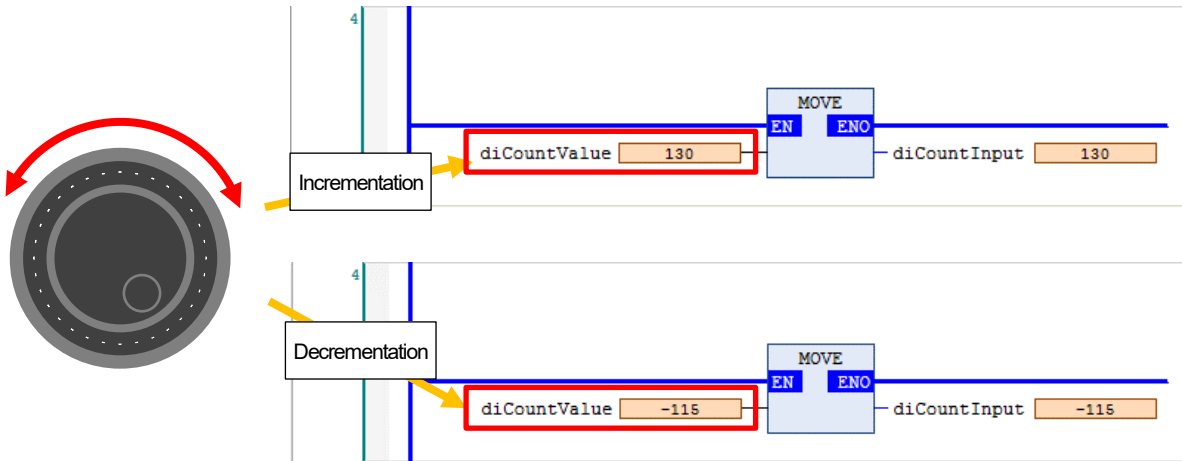 4
MOVE
EN ENO
diCountValue 130 diCountInput 130
Incrementation
4
Decrementation
MOVE
EN ENO
diCountValue -115 diCountInput -115